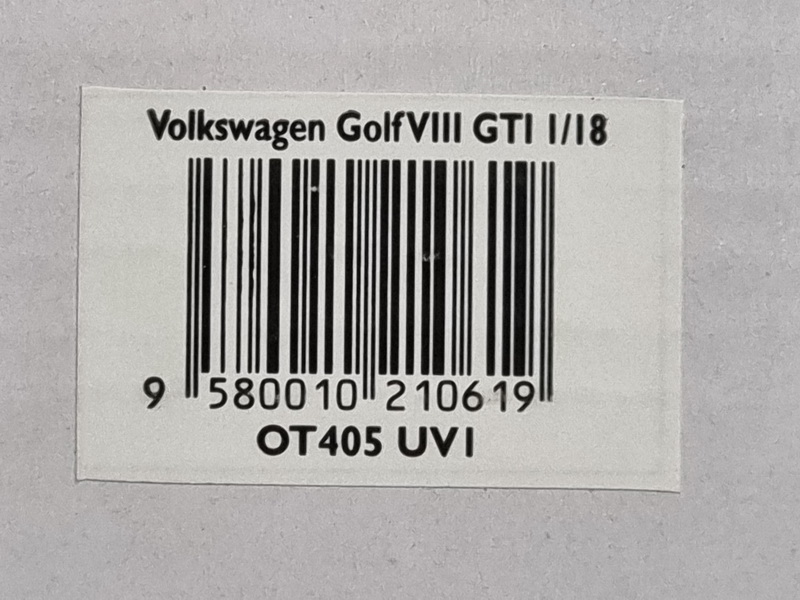 Volkswagen Golf VIII GTI 1/18
9 580010 210619
OT405 UV1